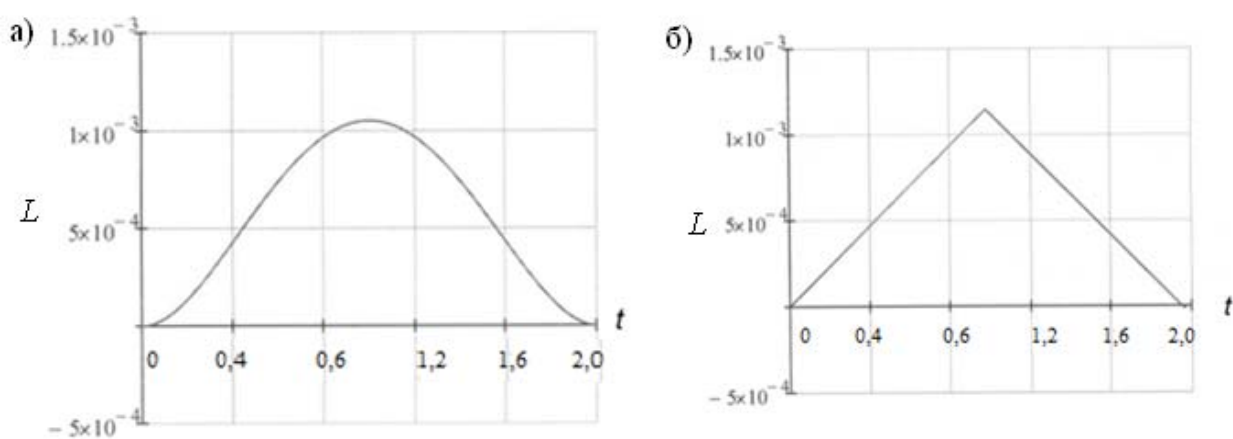 а)
1.5×10⁻³
1×10⁻³
L
5×10⁻⁴
t
0 0,4 0,6 1,2 1,6 2,0
− 5×10⁻⁴
б)
1.5×10⁻³
1×10⁻³
L
5×10⁻⁴
t
0 0,4 0,6 1,2 1,6 2,0
− 5×10⁻⁴